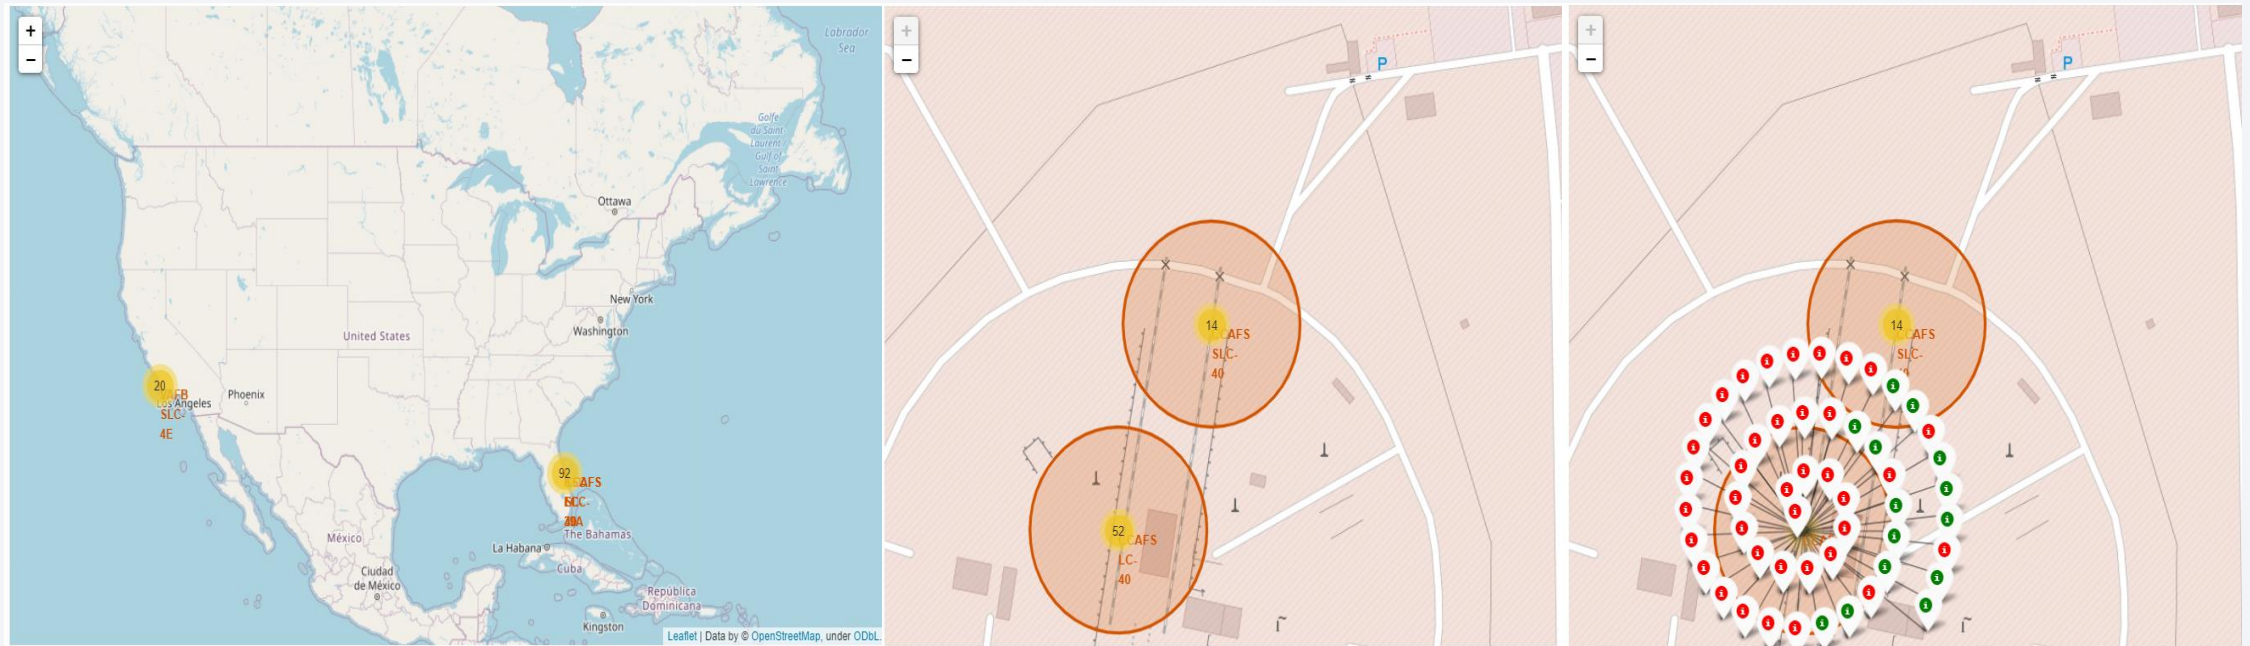 +
−
Labrador
Sea
Golfe
du Saint-
Laurent /
Gulf of
Saint
Lawrence
Ottawa
New York
Washington
United States
20
Los Angeles
SLC-
4E
Phoenix
92
The Bahamas
La Habana
Cuba
México
Ciudad
de México
República
Dominicana
Kingston
Leaflet | Data by © OpenStreetMap, under ODbL.
+
−
P
14
CAFS
SLC-
40
52
CAFS
LC-
40
+
−
P
14
CAFS
SLC-